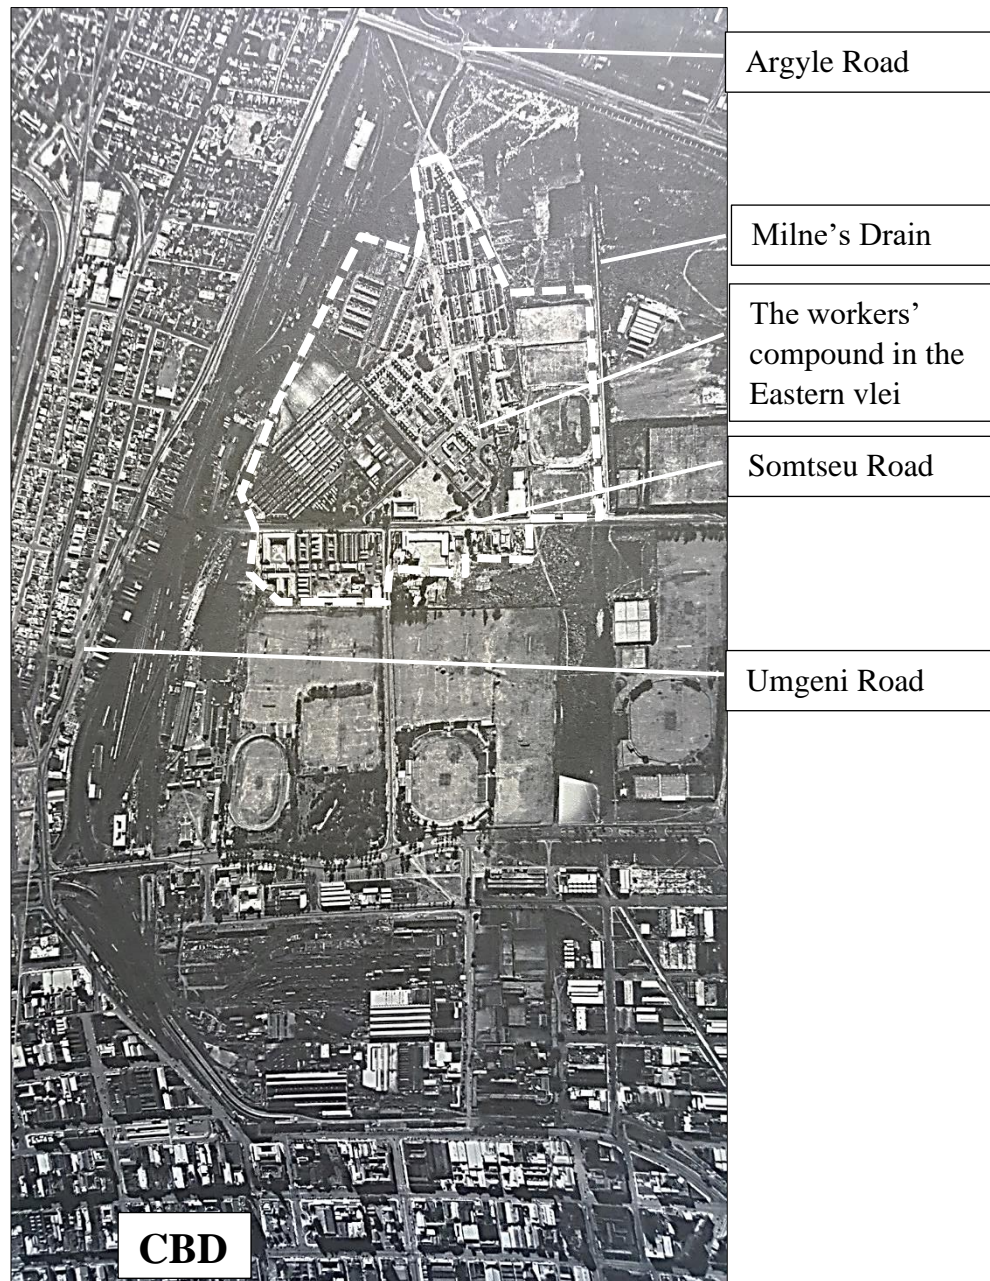 Argyle Road
Milne’s Drain
The workers’
compound in the
Eastern vlei
Somtseu Road
Umgeni Road
CBD